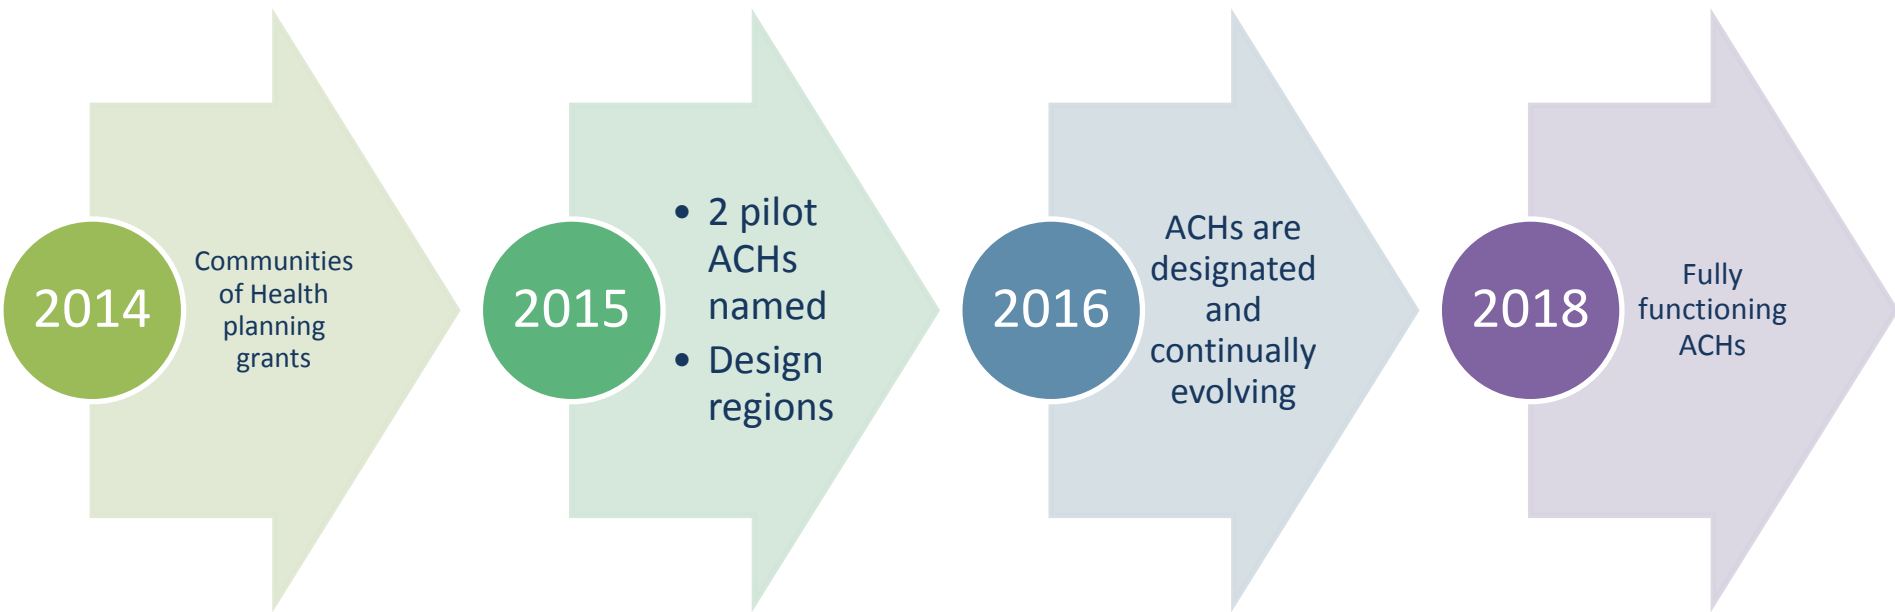 2014
Communities
of Health
planning
grants
2015
• 2 pilot
ACHs
named
• Design
regions
2016
ACHs are
designated
and
continually
evolving
2018
Fully
functioning
ACHs